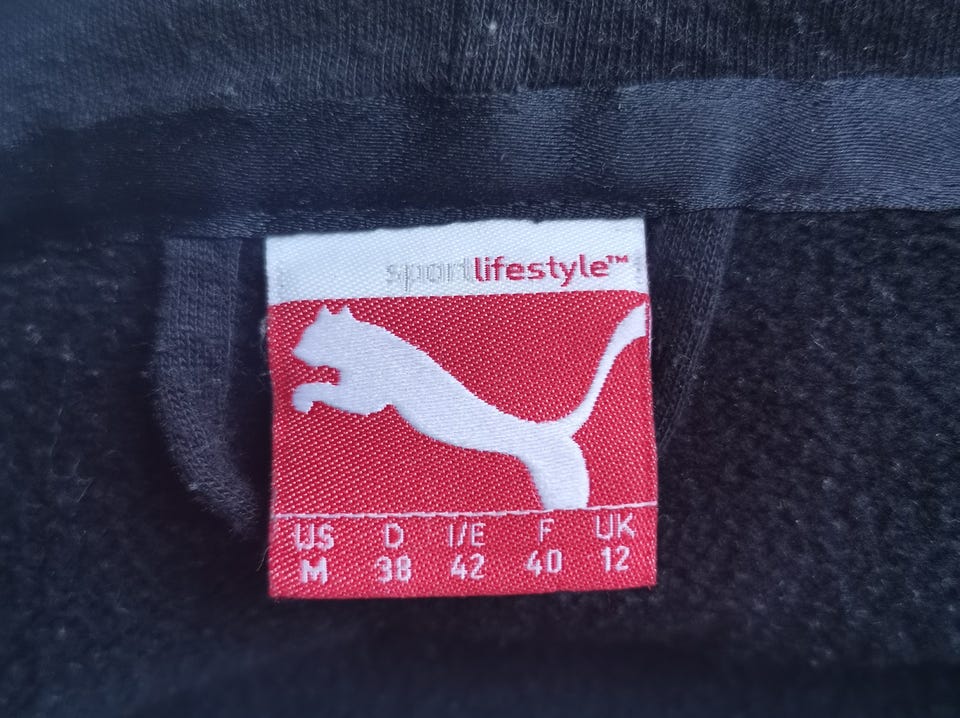 sportlifestyle™
US D I/E F UK
M 38 42 40 12